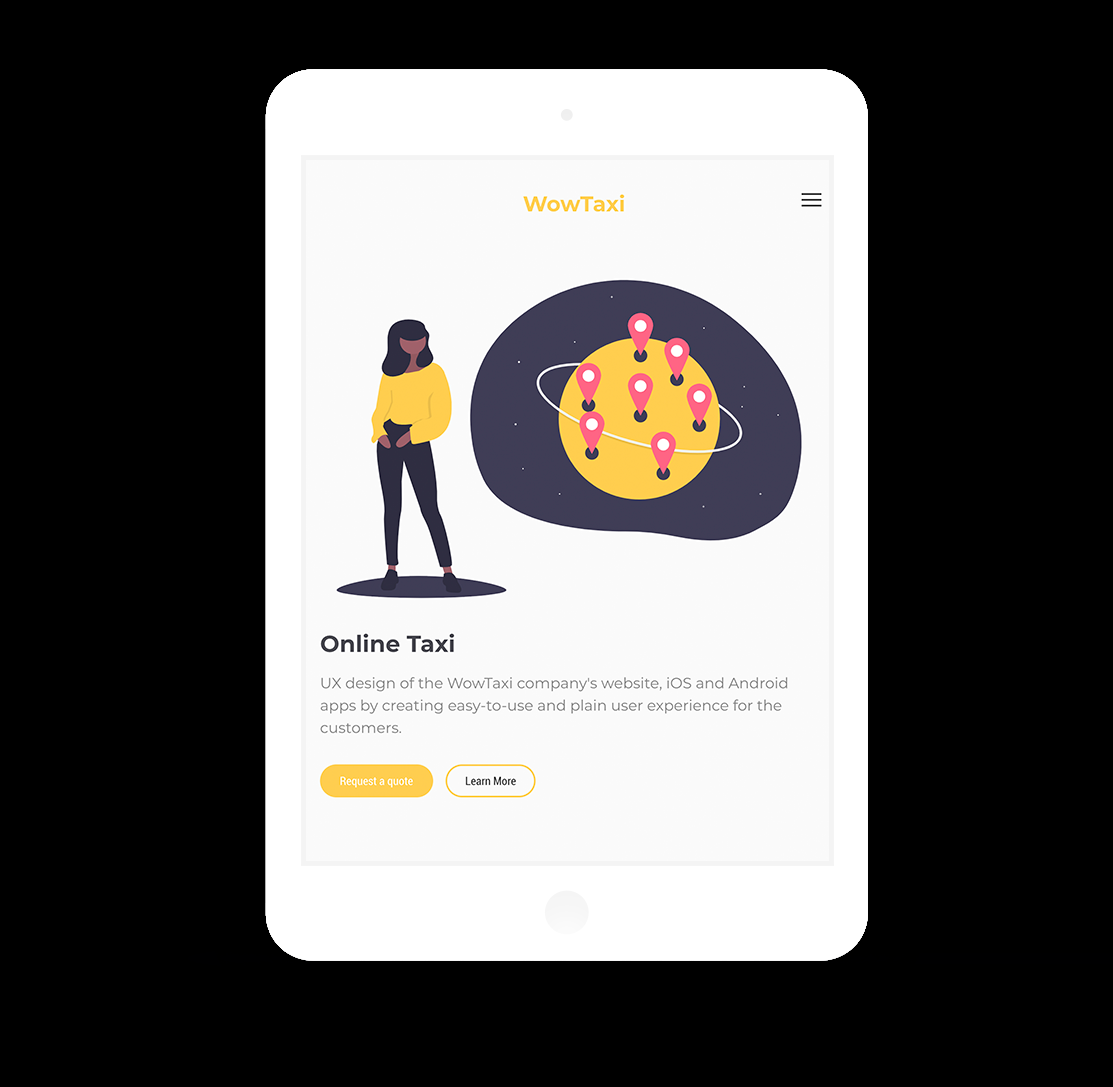 WowTaxi
Online Taxi
UX design of the WowTaxi company's website, iOS and Android
apps by creating easy-to-use and plain user experience for the
customers.
Request a quote
Learn More